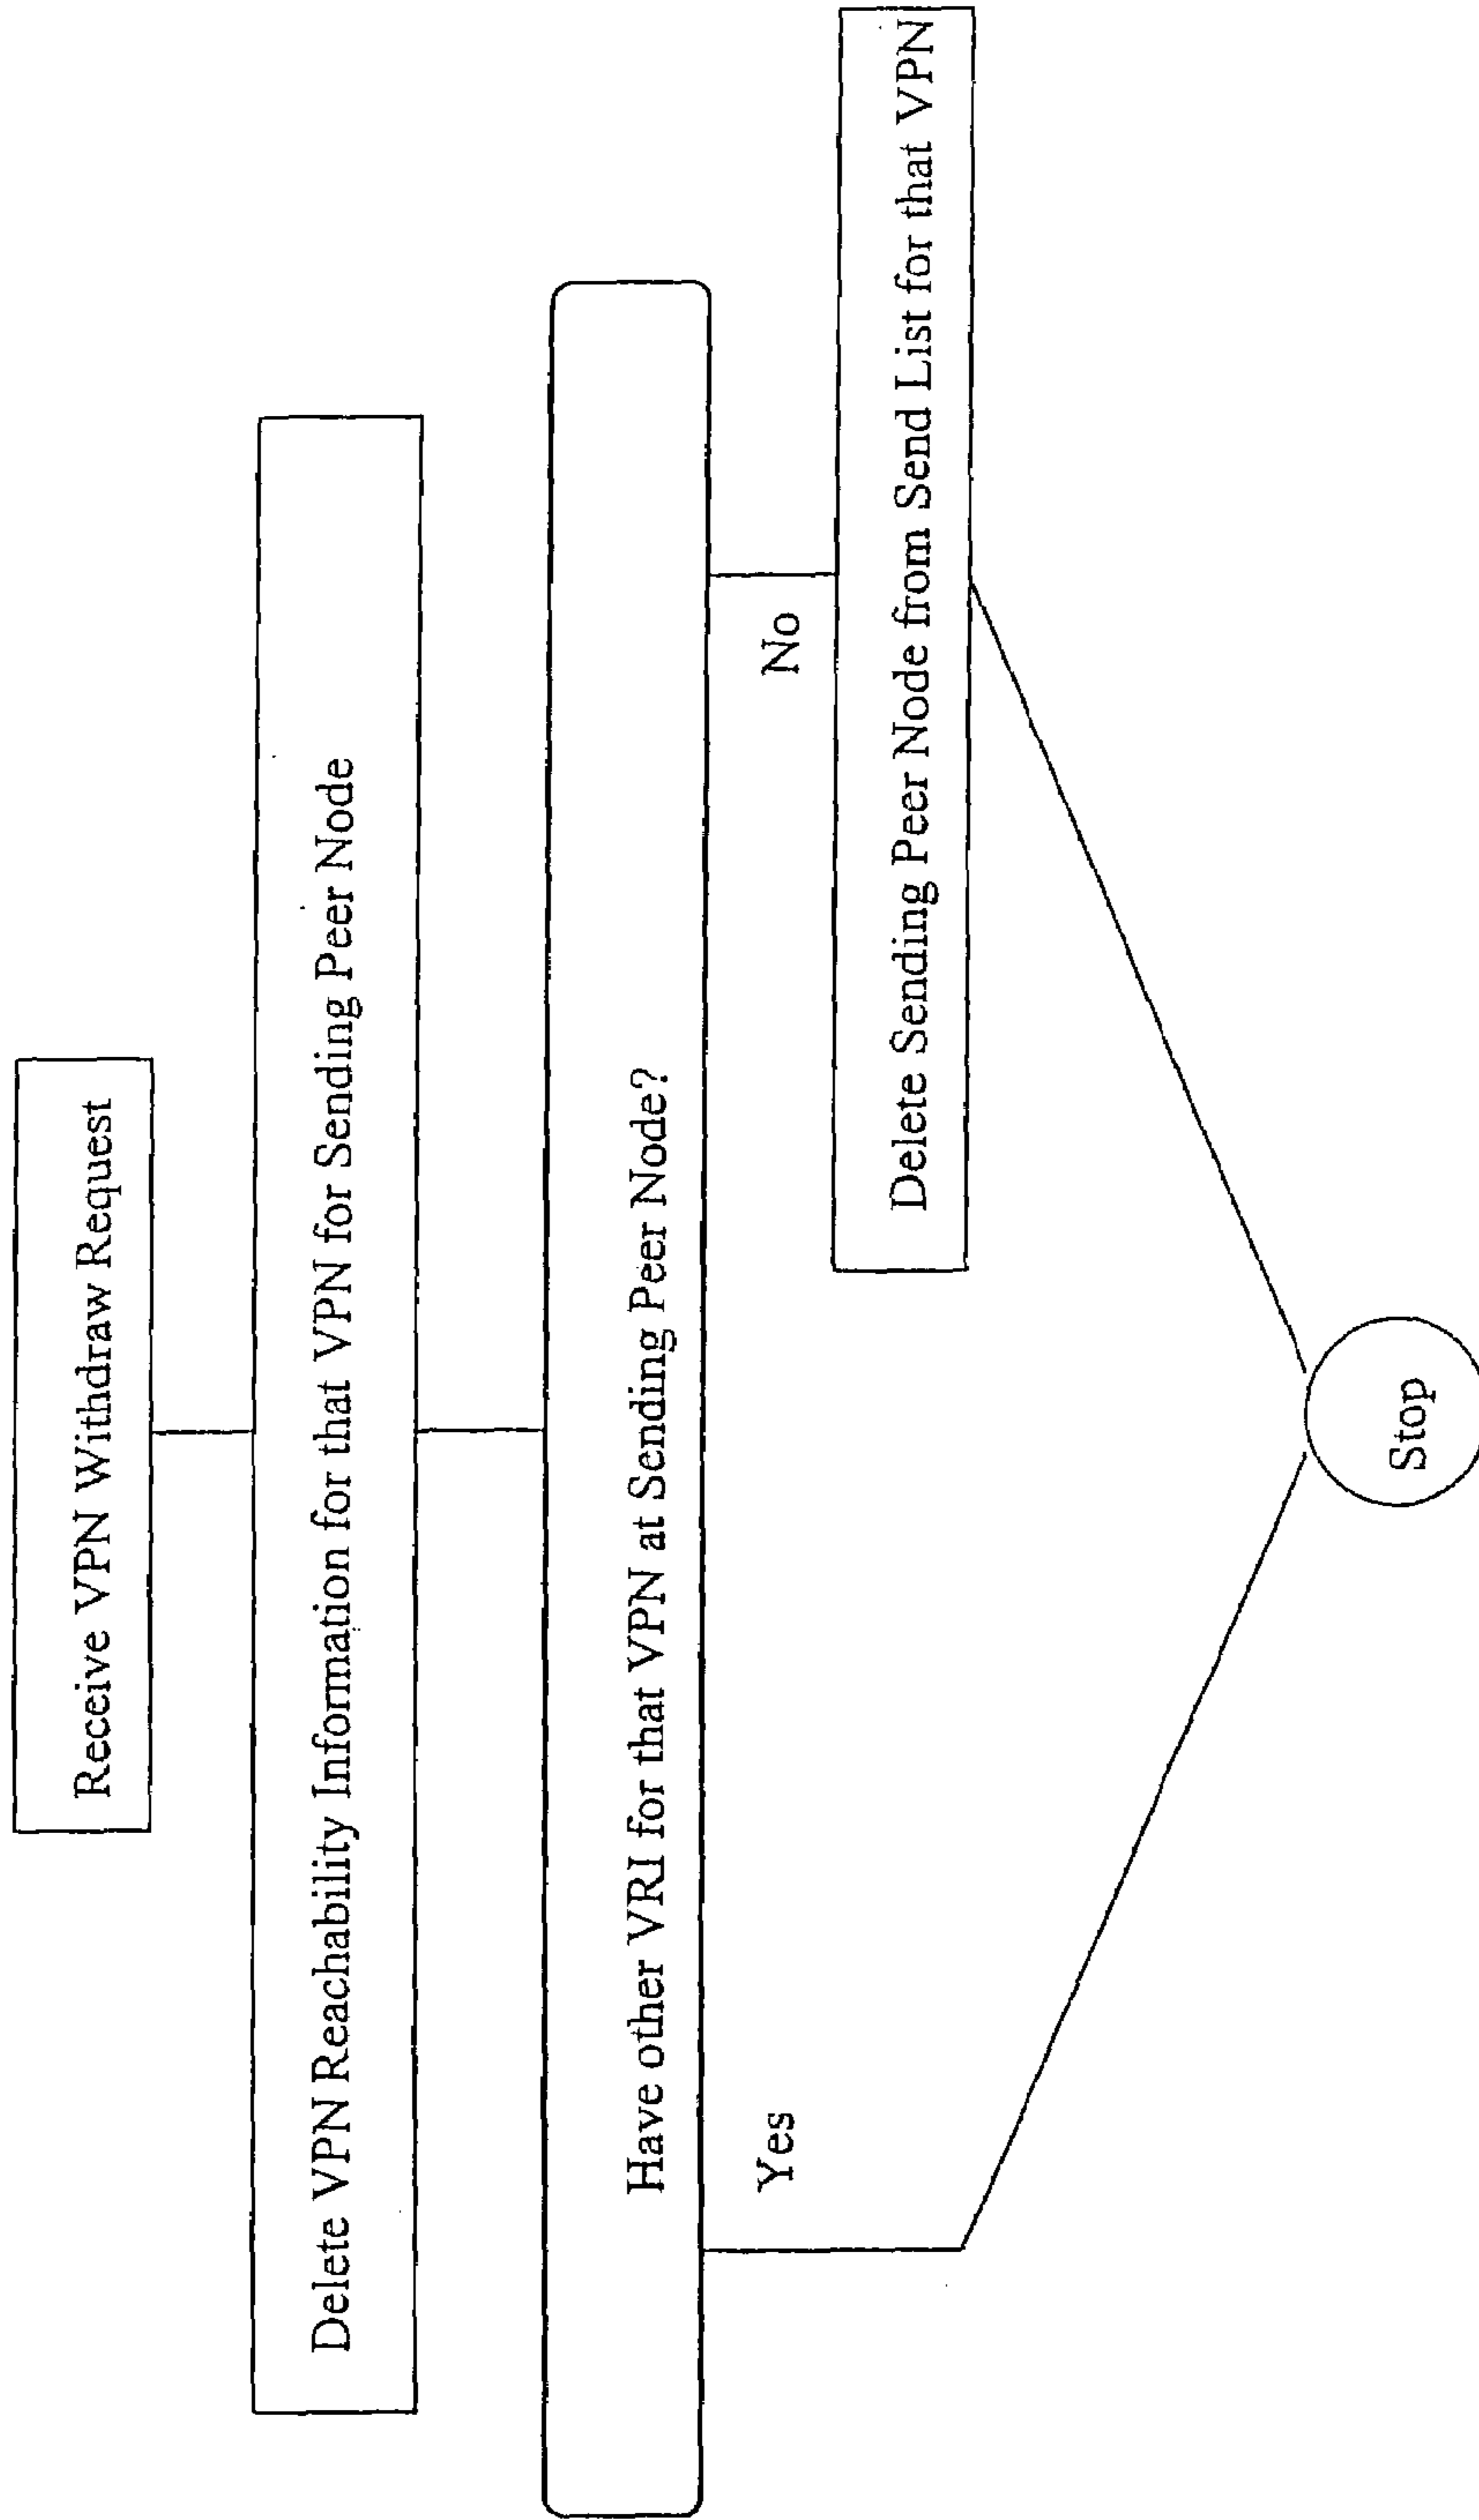 Receive VPN Withdraw Request
Delete VPN Reachability Information for that VPN for Sending Peer Node
Have other VRI for that VPN at Sending Peer Node?
Yes
No
Delete Sending Peer Node from Send List for that VPN
Stop